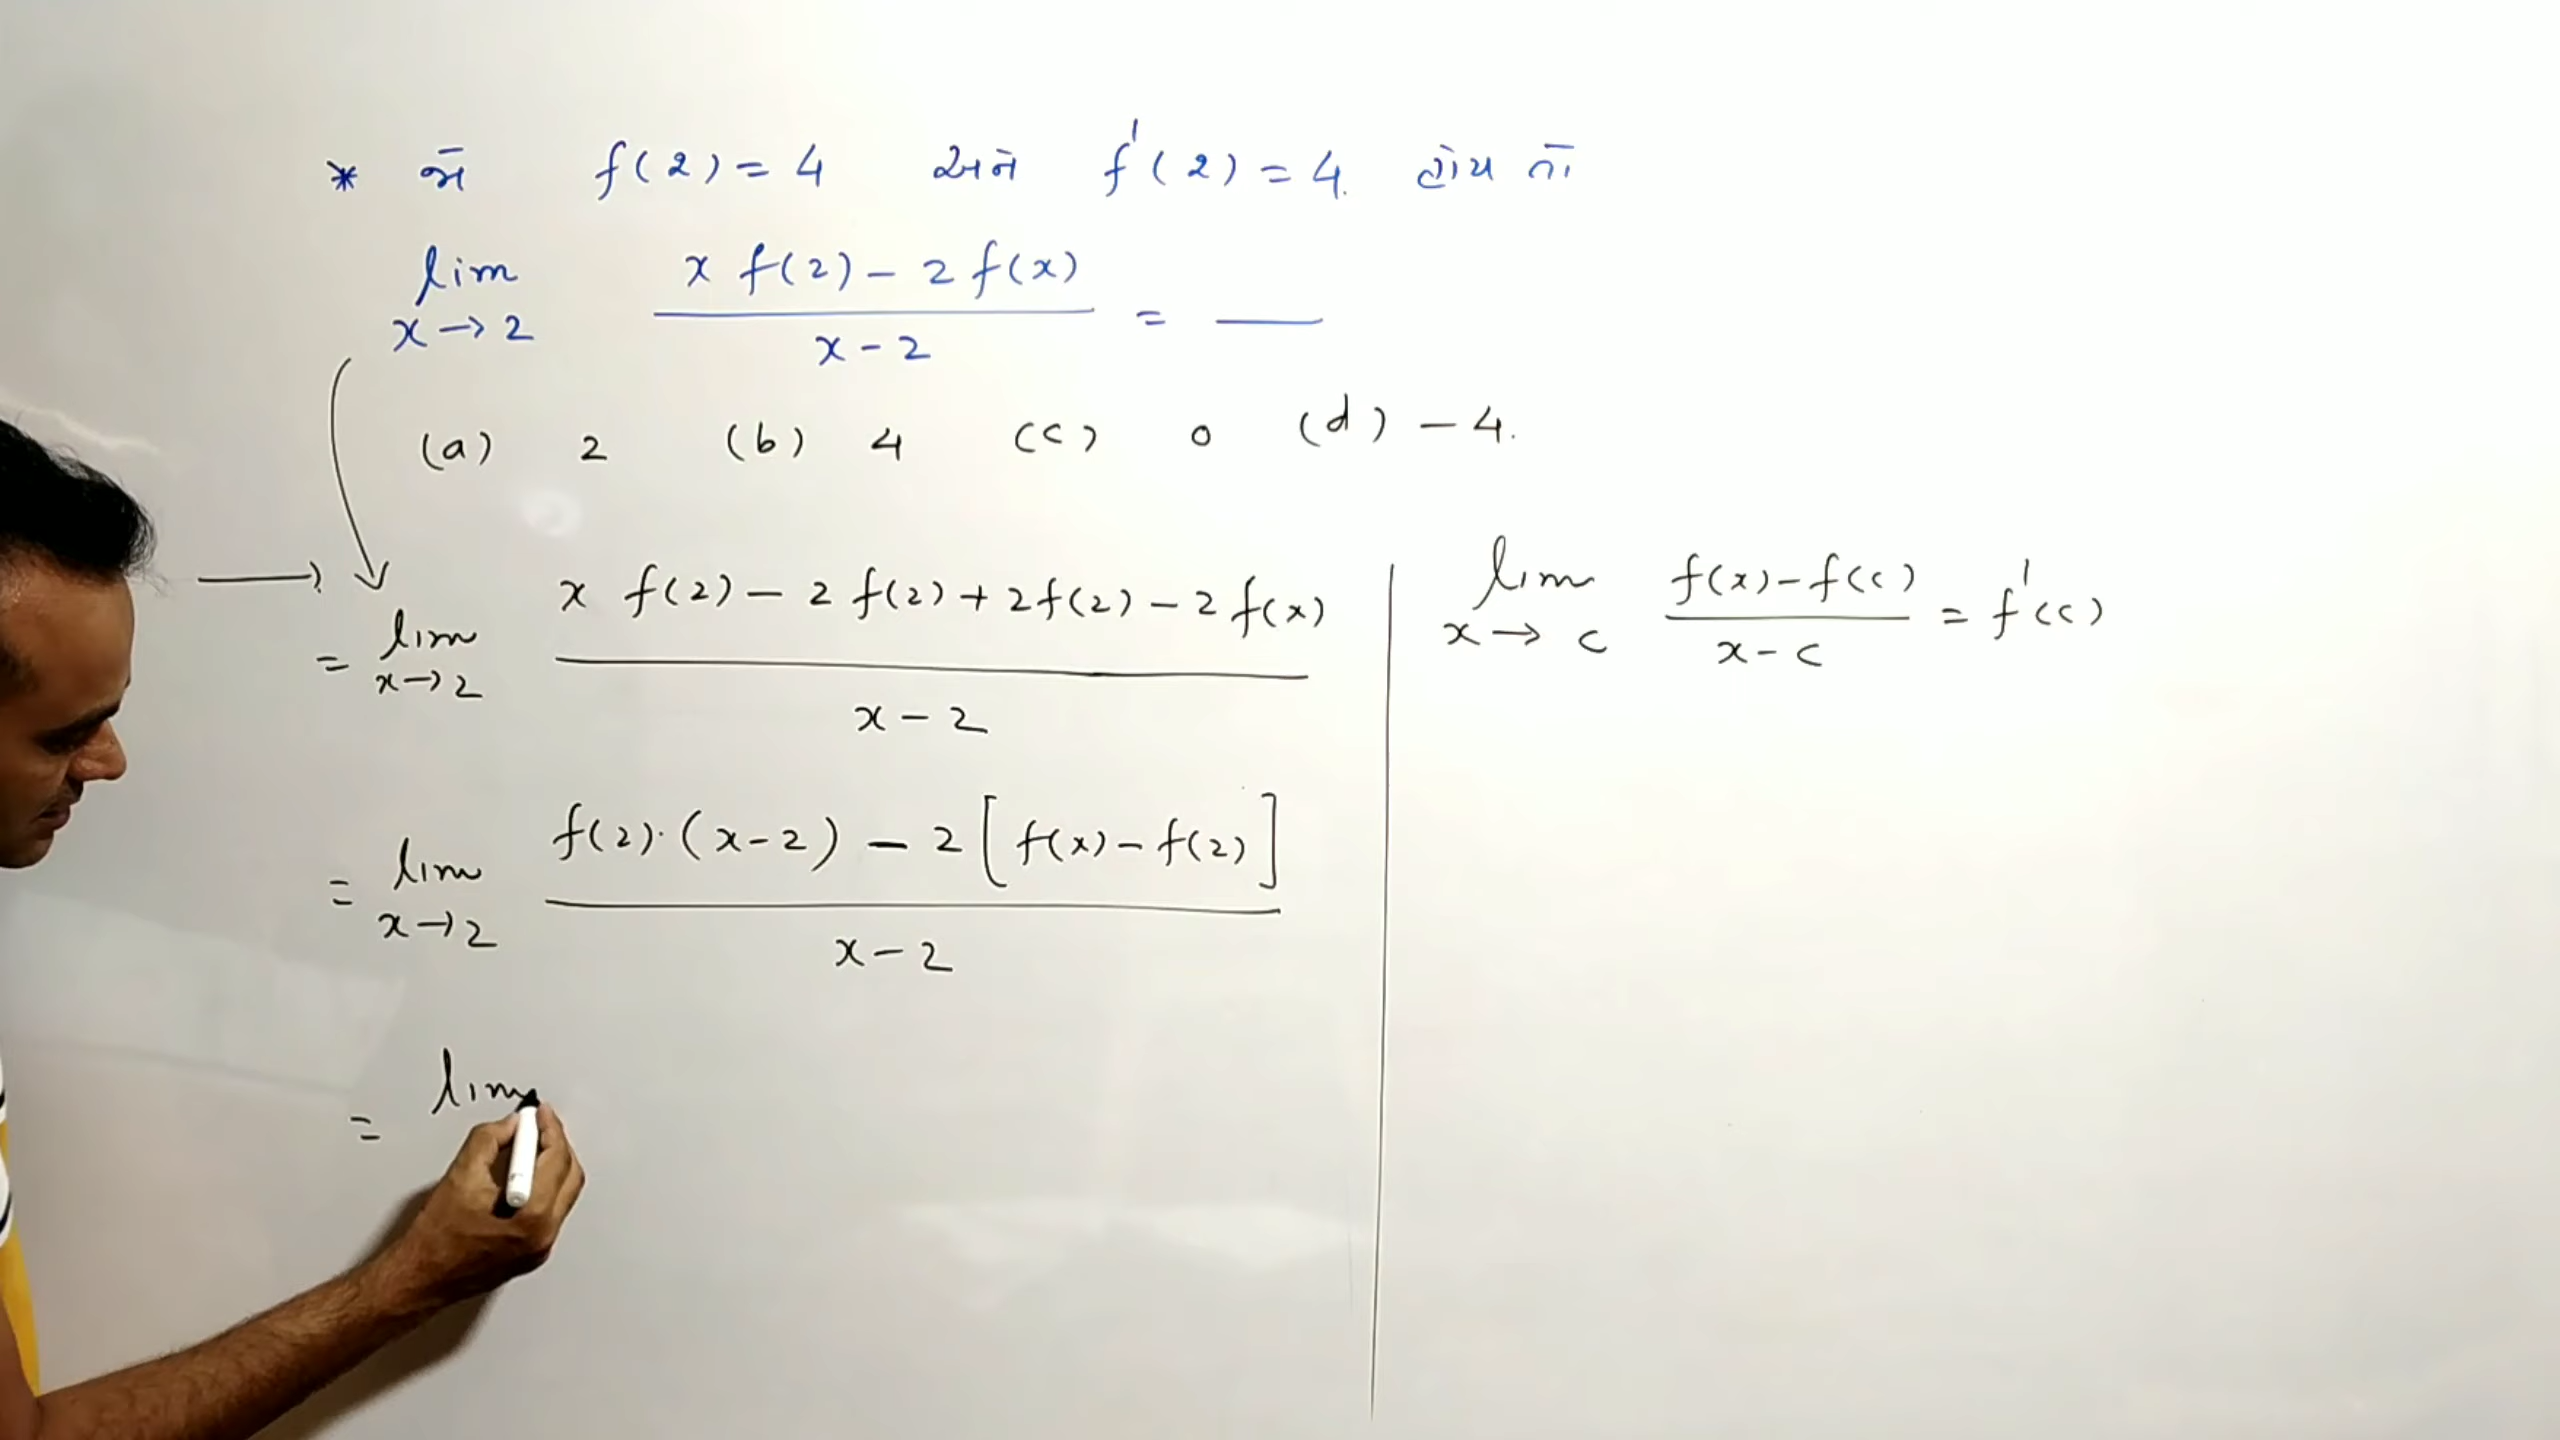 * જો f(2) = 4 અને f'(2) = 4. હોય તો
lim x→2 (x f(2) - 2 f(x)) / (x - 2) = ___
(a) 2 (b) 4 (c) 0 (d) -4.
→ = lim x→2 (x f(2) - 2 f(2) + 2 f(2) - 2 f(x)) / (x - 2)
lim x→c (f(x) - f(c)) / (x - c) = f'(c)
= lim x→2 (f(2)·(x-2) - 2[f(x) - f(2)]) / (x - 2)
= lim